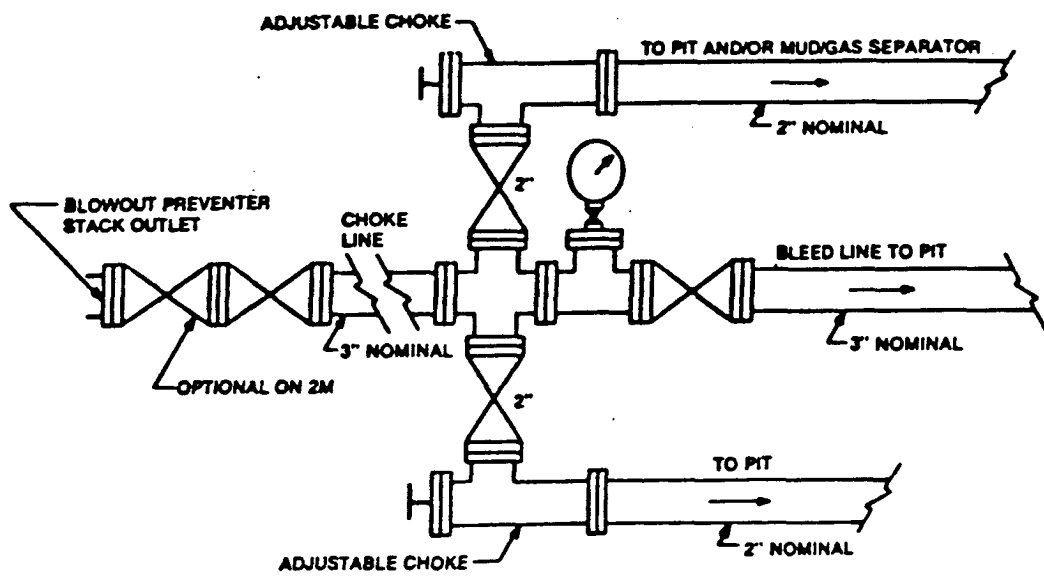 ADJUSTABLE CHOKE
TO PIT AND/OR MUD/GAS SEPARATOR
2" NOMINAL
2"
BLOWOUT PREVENTER
STACK OUTLET
CHOKE
LINE
BLEED LINE TO PIT
3" NOMINAL
3" NOMINAL
OPTIONAL ON 2M
2"
TO PIT
ADJUSTABLE CHOKE
2" NOMINAL